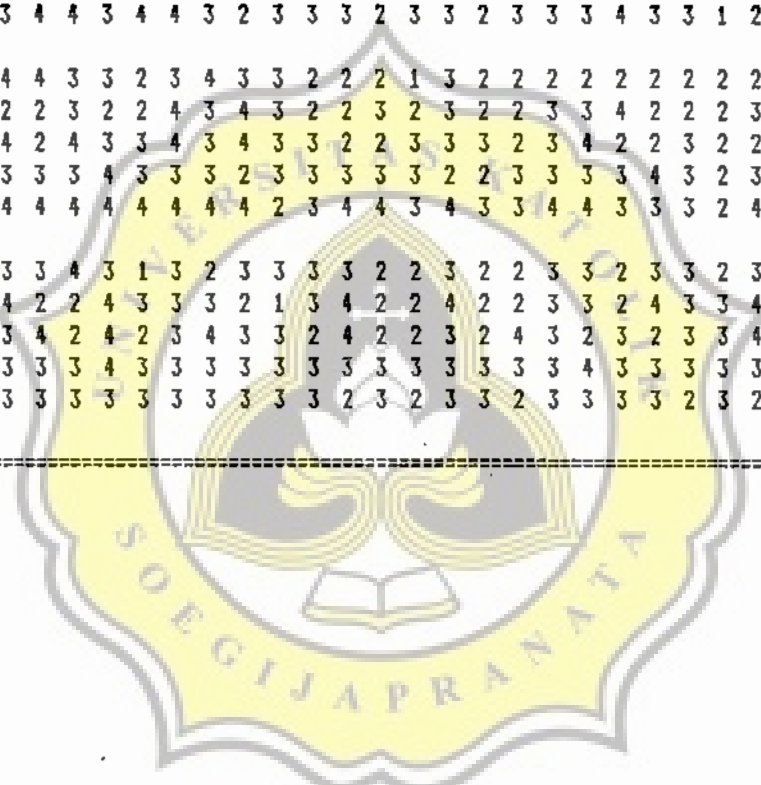 3 4 4 3 4 4 3 2 3 3 3 2 3 3 2 3 3 3 4 3 3 1 2
4 4 3 3 2 3 4 3 3 2 2 2 1 3 2 2 2 2 2 2 2 2 2
2 2 3 2 2 4 3 4 3 2 2 3 2 3 2 2 3 3 4 2 2 2 3
4 2 4 3 3 4 3 4 3 3 2 2 3 3 3 2 3 4 2 2 3 2 2
3 3 3 4 3 3 3 2 3 3 3 3 3 2 2 3 3 3 3 4 3 2 3
4 4 4 4 4 4 4 4 2 3 4 4 3 4 3 3 4 4 3 3 3 2 4
3 3 4 3 1 3 2 3 3 3 3 2 2 3 2 2 3 3 2 3 3 2 3
4 2 2 4 3 3 3 2 1 3 4 2 2 4 2 2 3 3 2 4 3 3 4
3 4 2 4 2 3 4 3 3 2 4 2 2 3 2 4 3 2 3 2 3 3 4
3 3 3 4 3 3 3 3 3 3 3 3 3 3 3 3 3 4 3 3 3 3 3
3 3 3 3 3 3 3 3 3 3 2 3 2 3 3 2 3 3 3 3 2 3 2
UNIVERSITAS KATOLIK
SOEGIJAPRANATA